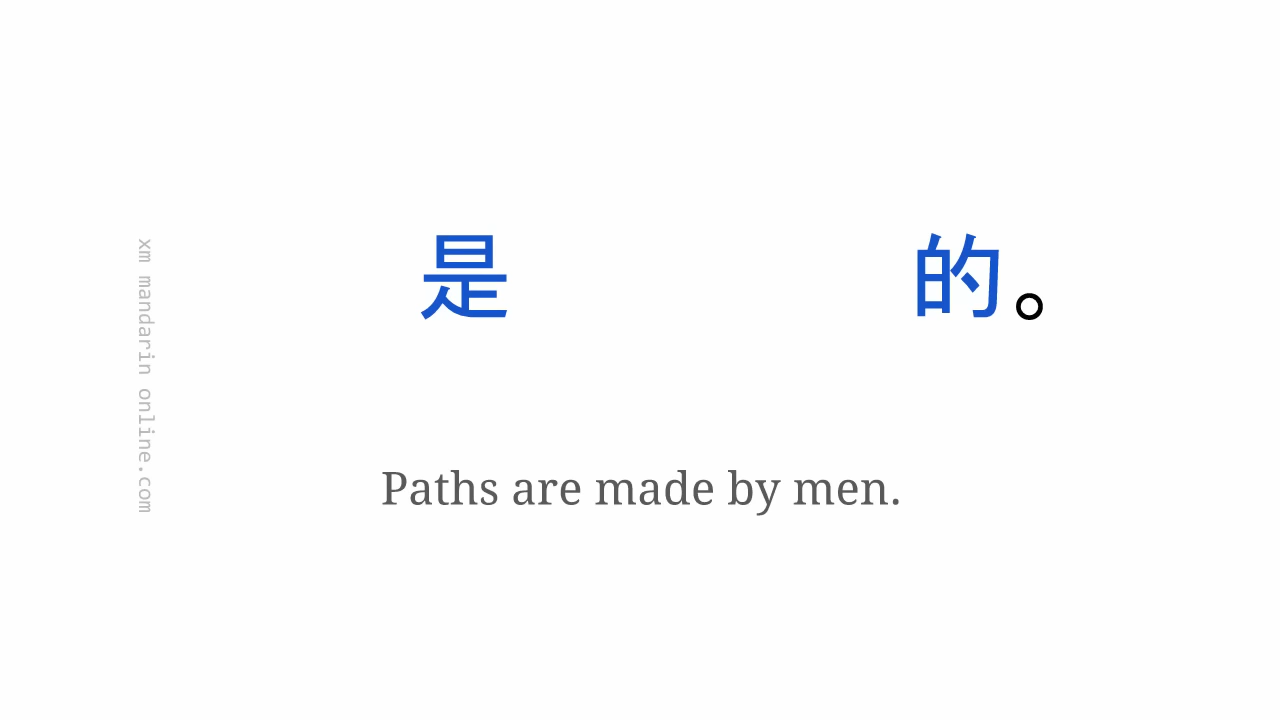 xm mandarin online.com
是 的。
Paths are made by men.